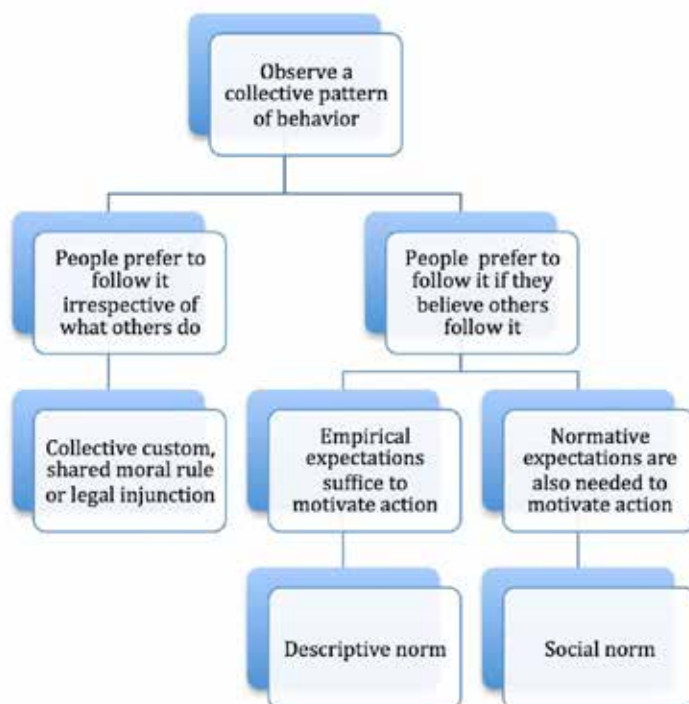 Observe a
collective pattern
of behavior
People prefer to
follow it
irrespective of
what others do
People prefer to
follow it if they
believe others
follow it
Collective custom,
shared moral rule
or legal injunction
Empirical
expectations
suffice to
motivate action
Normative
expectations are
also needed to
motivate action
Descriptive norm
Social norm